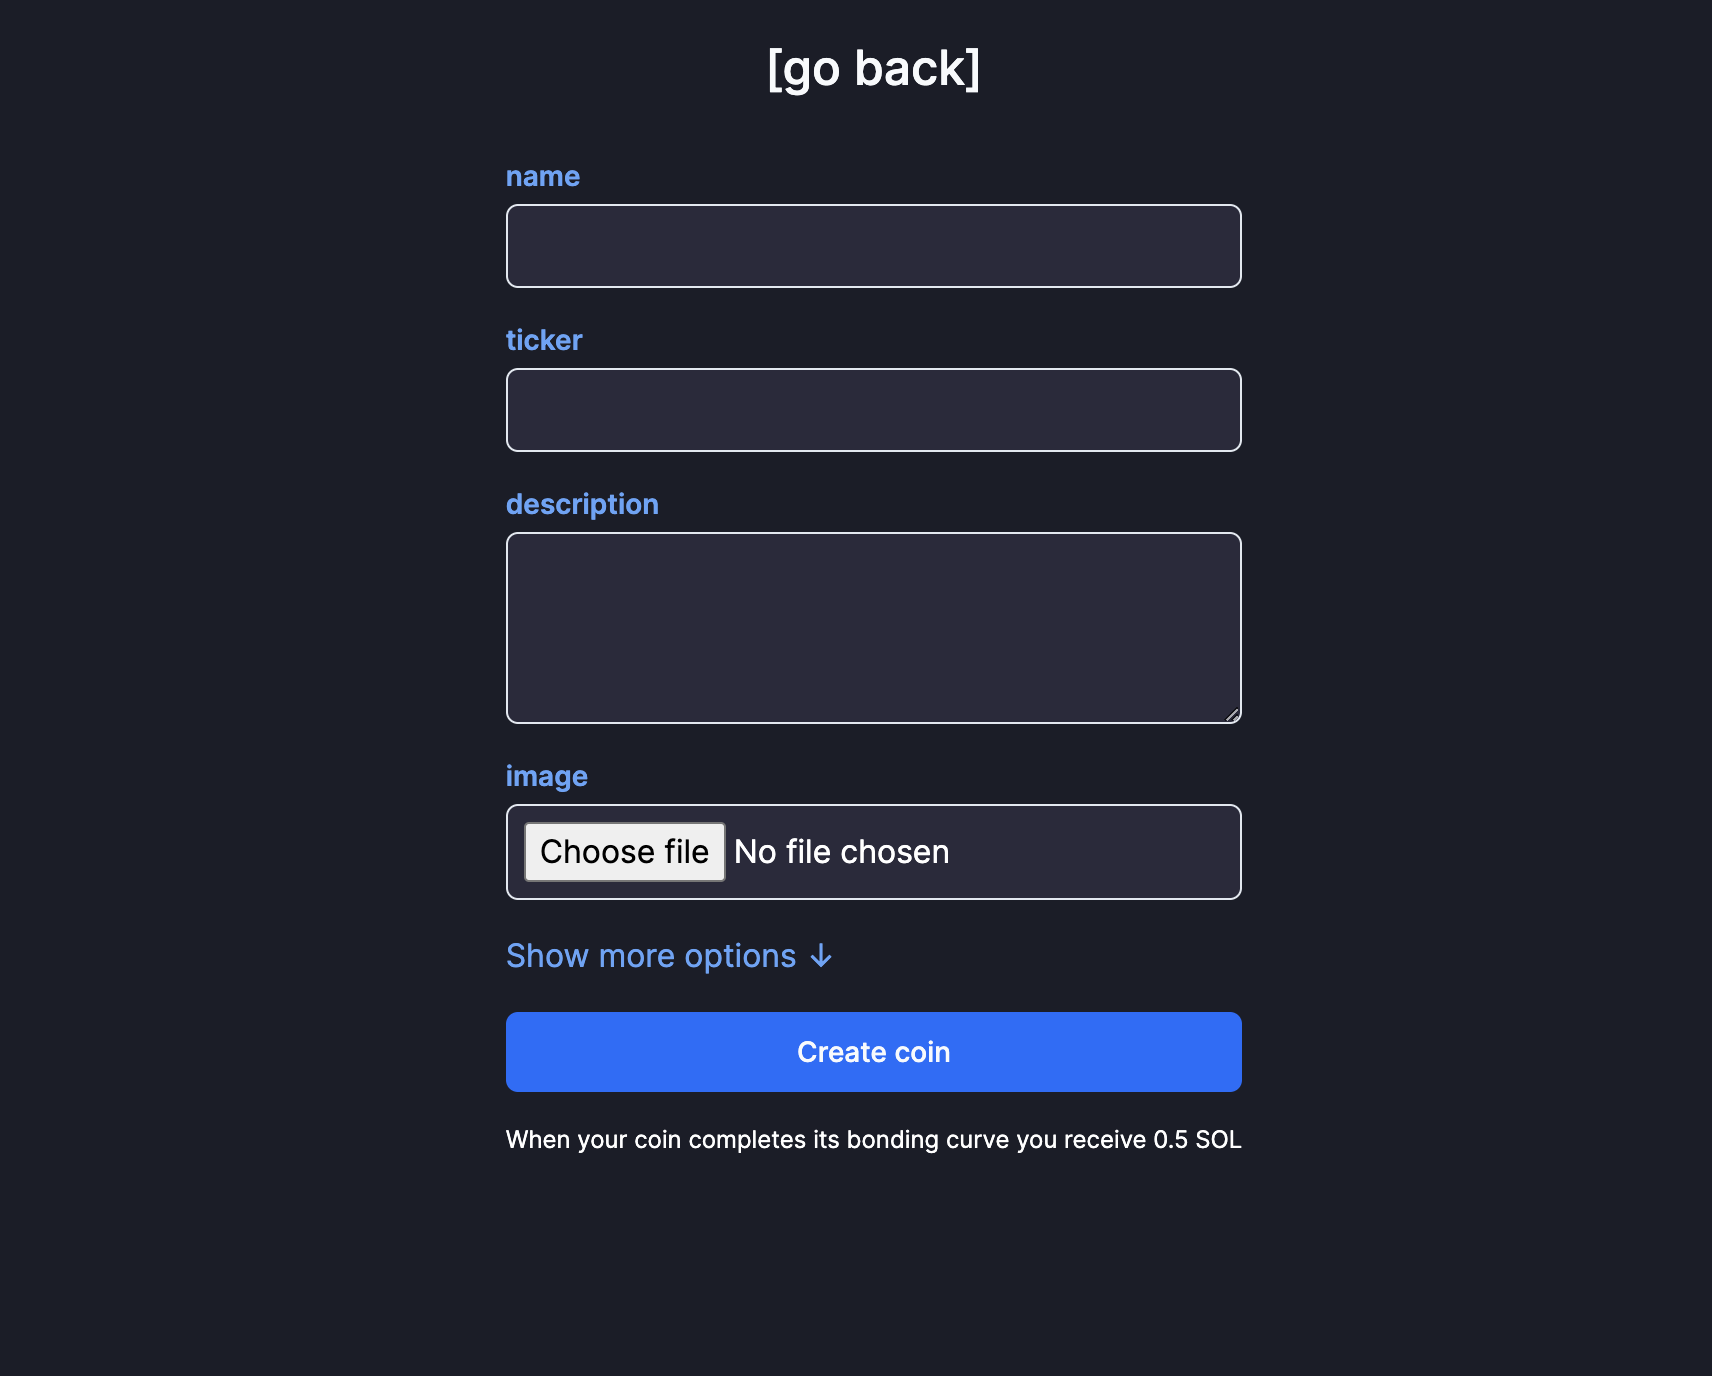 [go back]
name
ticker
description
image
Choose file No file chosen
Show more options ↓
Create coin
When your coin completes its bonding curve you receive 0.5 SOL